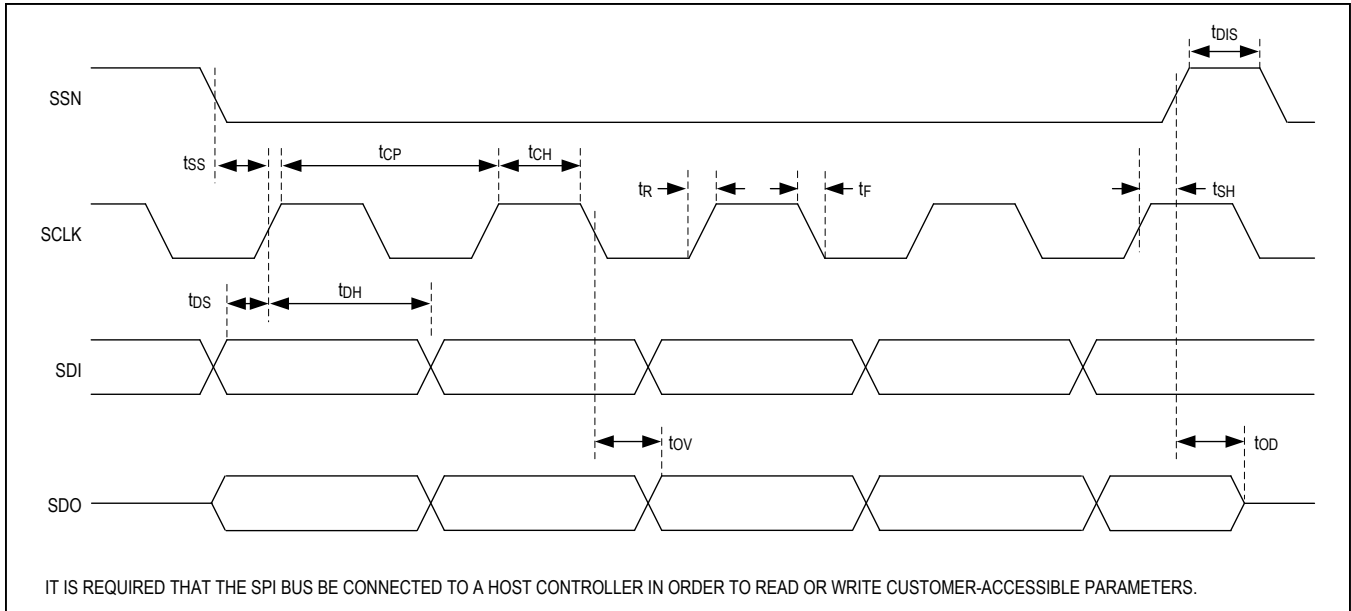 tDIS
SSN
tSS
tCP
tCH
tR
tF
tSH
SCLK
tDS
tDH
SDI
tOV
tOD
SDO
IT IS REQUIRED THAT THE SPI BUS BE CONNECTED TO A HOST CONTROLLER IN ORDER TO READ OR WRITE CUSTOMER-ACCESSIBLE PARAMETERS.